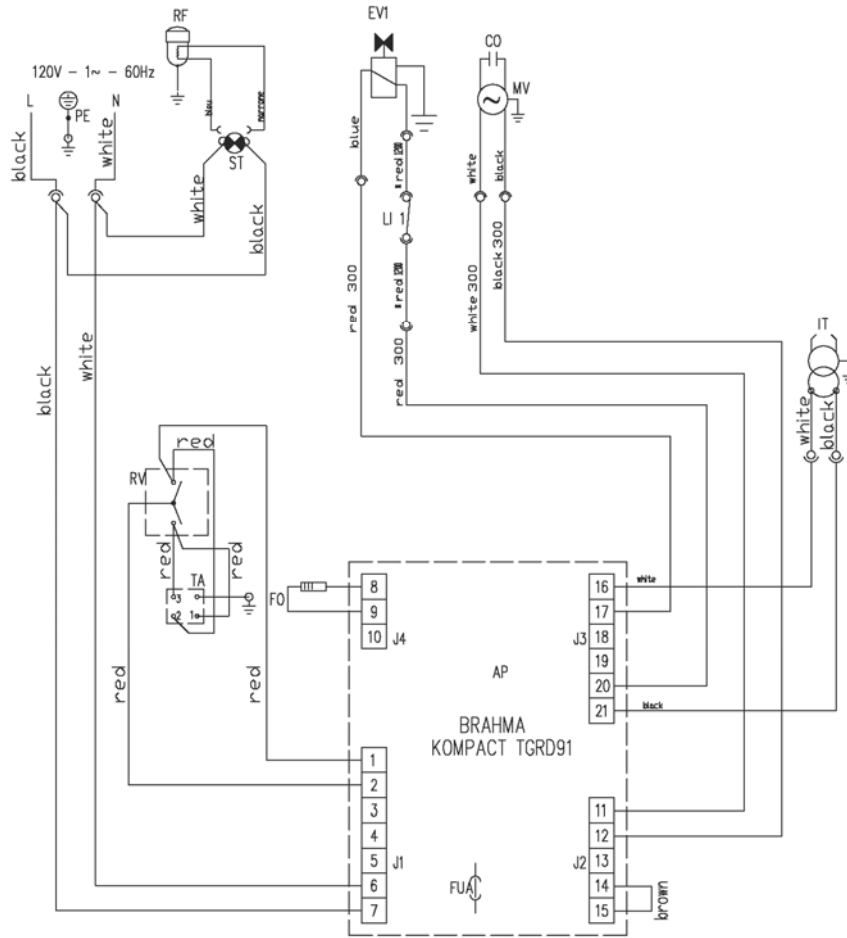 RF
EV1
CO
MV
120V - 1~ - 60Hz
L
PE
N
bleu
marrone
ST
black
white
white
black
blue
red 1200
LI 1
red 1200
white
black
red 300
red 300
white 300
black 300
IT
white
black
black
white
red
RV
red
red
TA
3
2
1
red
red
FO
8
9
10
J4
AP
BRAHMA
KOMPACT TGRD91
J3
16
17
18
19
20
21
white
black
1
2
3
4
5
6
7
J1
FUA
J2
11
12
13
14
15
brown